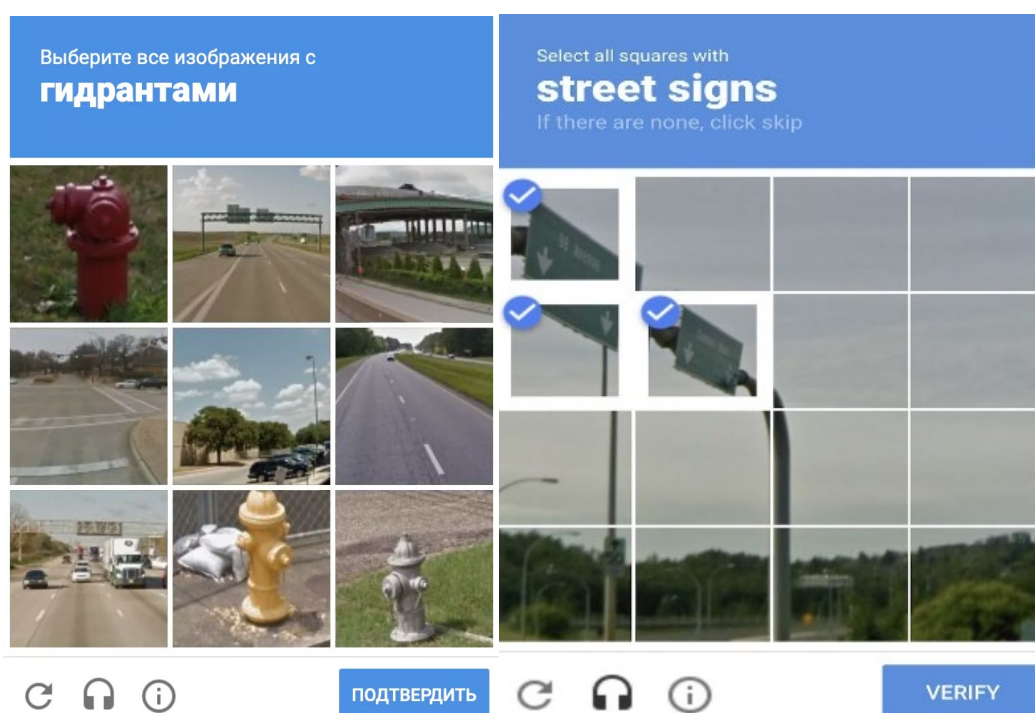 Выберите все изображения с
гидрантами
ПОДТВЕРДИТЬ
Select all squares with
street signs
If there are none, click skip
VERIFY